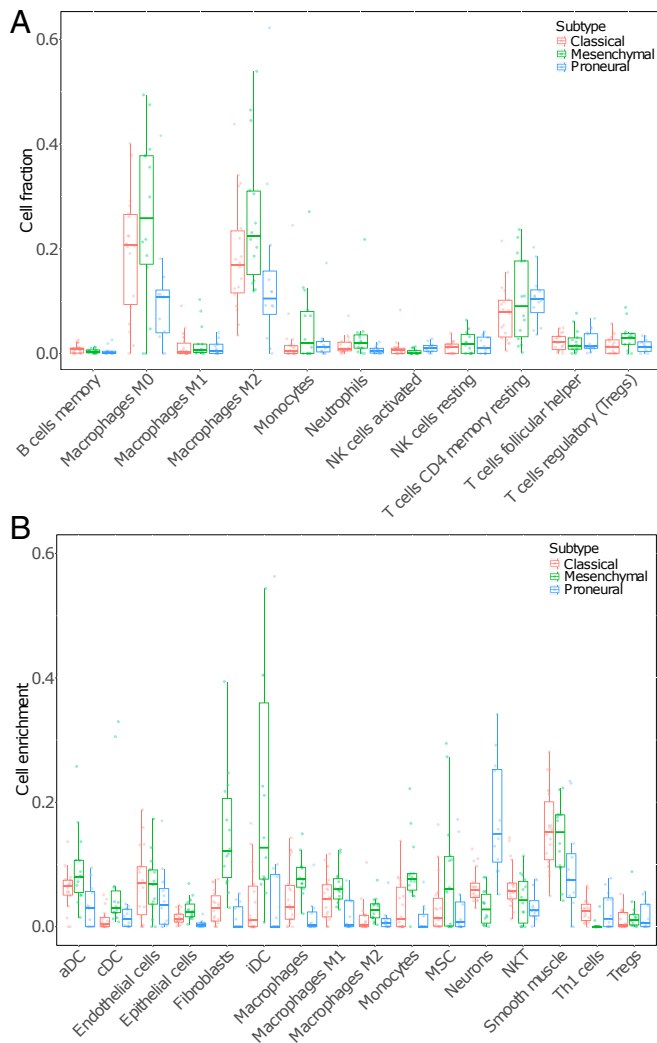 A
0.6
0.4
0.2
0.0
Cell fraction
Subtype
Classical
Mesenchymal
Proneural
B cells memory
Macrophages M0
Macrophages M1
Macrophages M2
Monocytes
Neutrophils
NK cells activated
NK cells resting
T cells CD4 memory resting
T cells follicular helper
T cells regulatory (Tregs)
B
0.6
0.4
0.2
0.0
Cell enrichment
Subtype
Classical
Mesenchymal
Proneural
aDC
cDC
Endothelial cells
Epithelial cells
Fibroblasts
iDC
Macrophages
Macrophages M1
Macrophages M2
Monocytes
MSC
Neurons
NKT
Smooth muscle
Th1 cells
Tregs